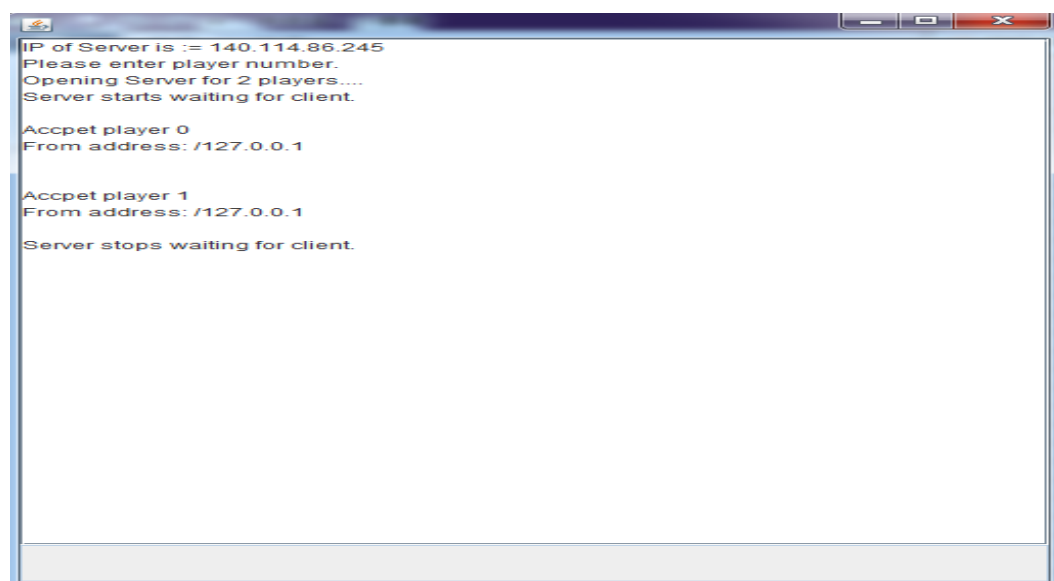 IP of Server is := 140.114.86.245
Please enter player number.
Opening Server for 2 players....
Server starts waiting for client.
Accpet player 0
From address: /127.0.0.1
Accpet player 1
From address: /127.0.0.1
Server stops waiting for client.